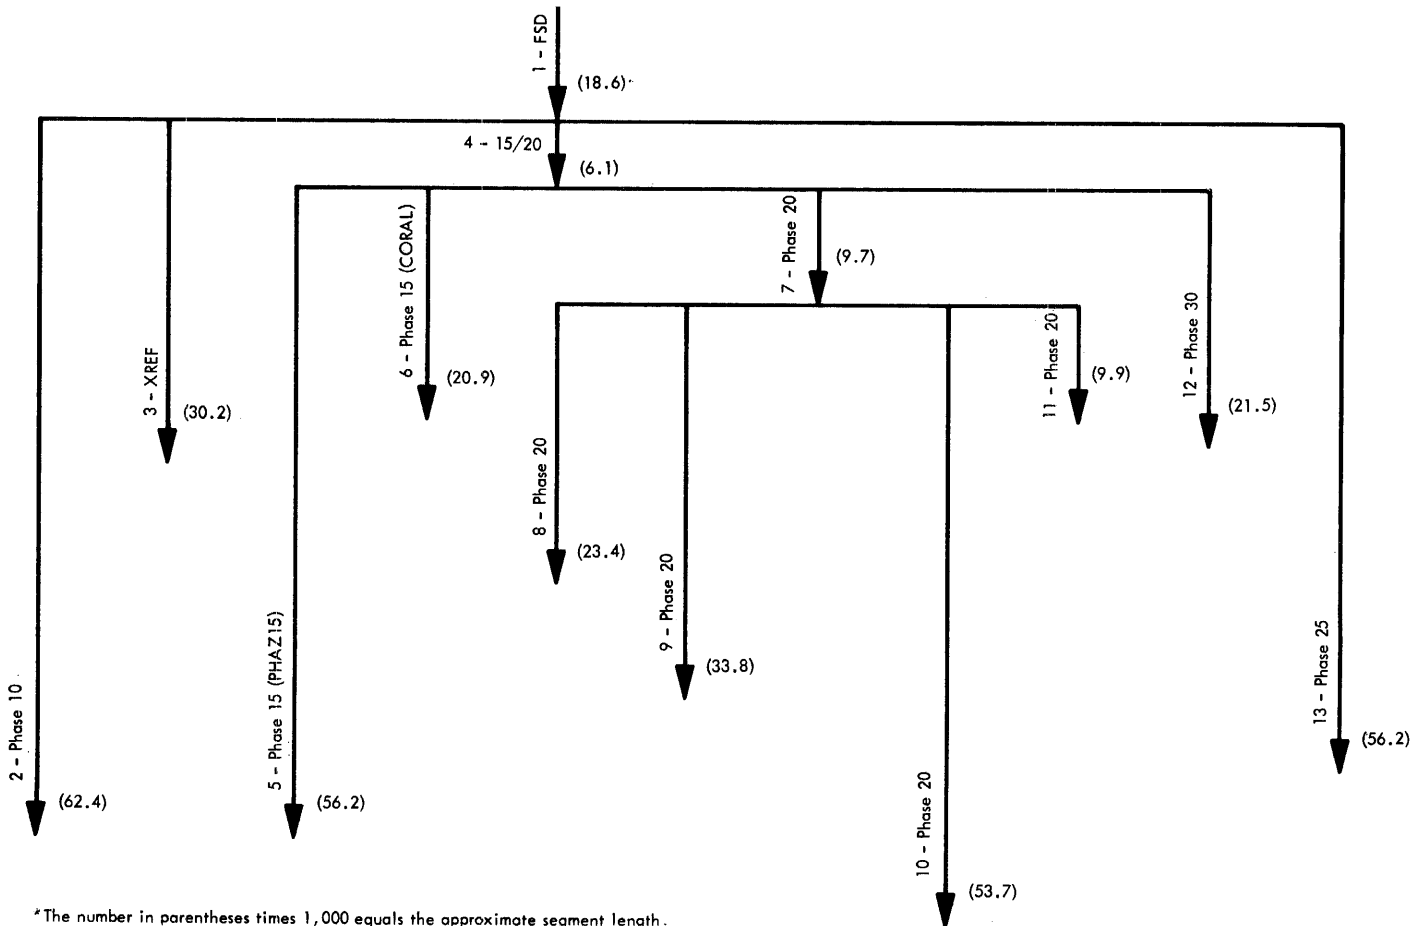 1 - FSD
(18.6)*
4 - 15/20
(6.1)
2 - Phase 10
(62.4)
3 - XREF
(30.2)
5 - Phase 15 (PHAZ15)
(56.2)
6 - Phase 15 (CORAL)
(20.9)
7 - Phase 20
(9.7)
8 - Phase 20
(23.4)
9 - Phase 20
(33.8)
10 - Phase 20
(53.7)
11 - Phase 20
(9.9)
12 - Phase 30
(21.5)
13 - Phase 25
(56.2)
*The number in parentheses times 1,000 equals the approximate segment length.